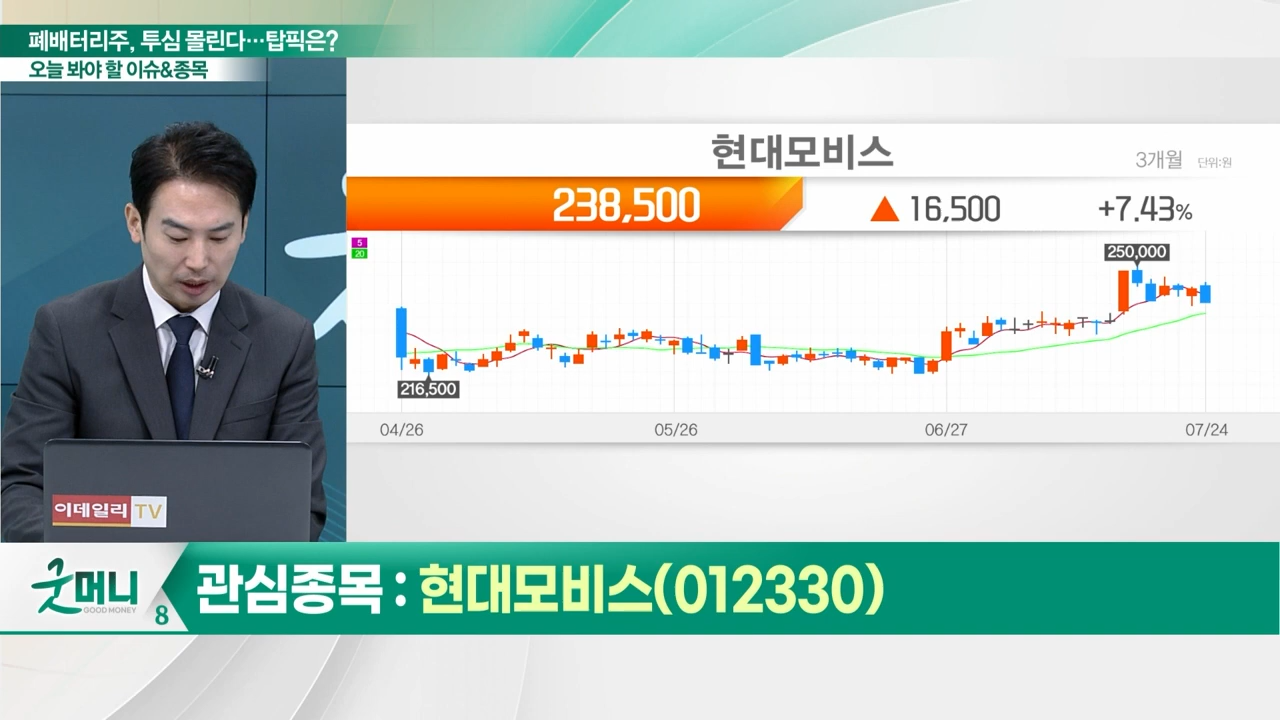 폐배터리주, 투심 몰린다…탑픽은?
오늘 봐야 할 이슈&종목
현대모비스
3개월 단위:원
238,500 ▲ 16,500 +7.43%
5
20
250,000
216,500
04/26 05/26 06/27 07/24
이데일리TV
굿머니
GOOD MONEY
8
관심종목 : 현대모비스(012330)